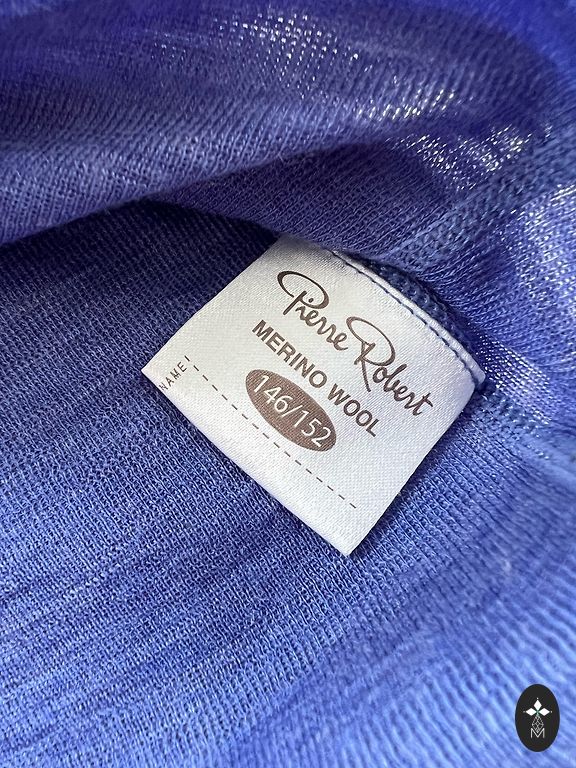 Pierre Robert
MERINO WOOL
146/152
NAME
M